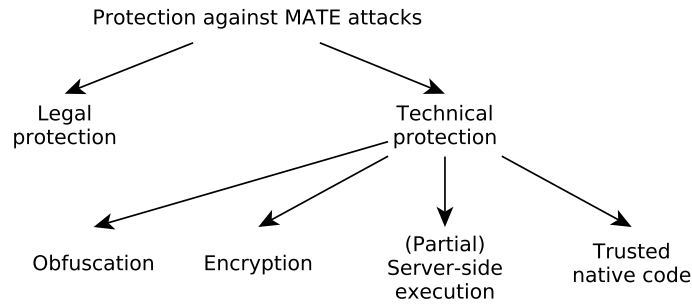 Protection against MATE attacks
Legal
protection
Technical
protection
Obfuscation
Encryption
(Partial)
Server-side
execution
Trusted
native code